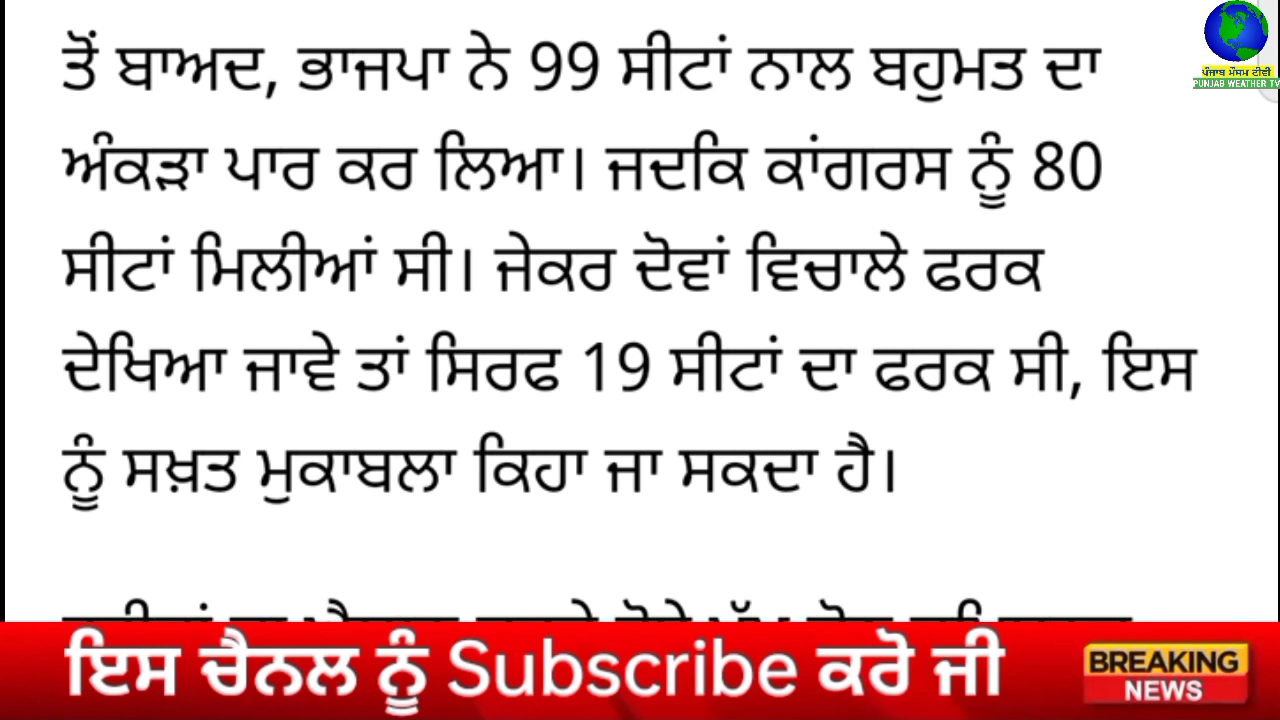 ਤੋਂ ਬਾਅਦ, ਭਾਜਪਾ ਨੇ 99 ਸੀਟਾਂ ਨਾਲ ਬਹੁਮਤ ਦਾ
ਅੰਕੜਾ ਪਾਰ ਕਰ ਲਿਆ। ਜਦਕਿ ਕਾਂਗਰਸ ਨੂੰ 80
ਸੀਟਾਂ ਮਿਲੀਆਂ ਸੀ। ਜੇਕਰ ਦੋਵਾਂ ਵਿਚਾਲੇ ਫਰਕ
ਦੇਖਿਆ ਜਾਵੇ ਤਾਂ ਸਿਰਫ 19 ਸੀਟਾਂ ਦਾ ਫਰਕ ਸੀ, ਇਸ
ਨੂੰ ਸਖ਼ਤ ਮੁਕਾਬਲਾ ਕਿਹਾ ਜਾ ਸਕਦਾ ਹੈ।
ਪੰਜਾਬ ਮੌਸਮ ਟੀਵੀ
PUNJAB WEATHER TV
ਇਸ ਚੈਨਲ ਨੂੰ Subscribe ਕਰੋ ਜੀ
BREAKING
NEWS